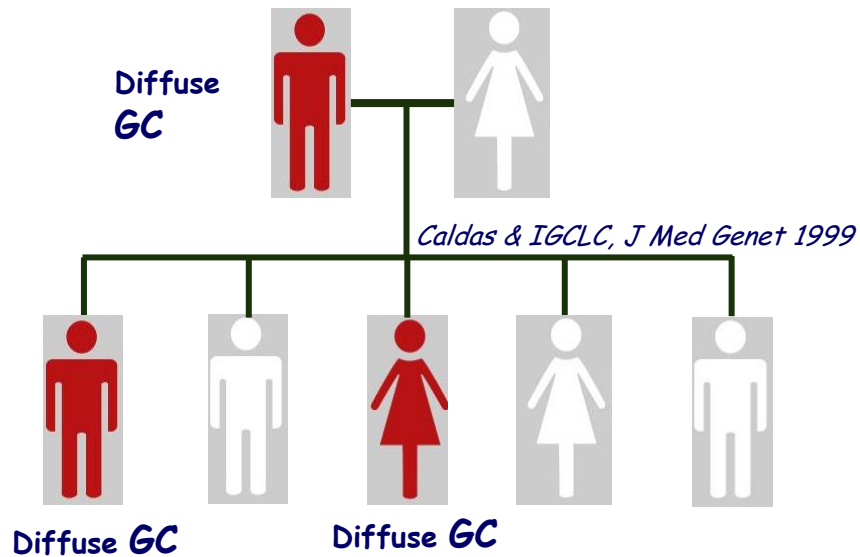 Diffuse
GC
Caldas & IGCLC, J Med Genet 1999
Diffuse GC
Diffuse GC